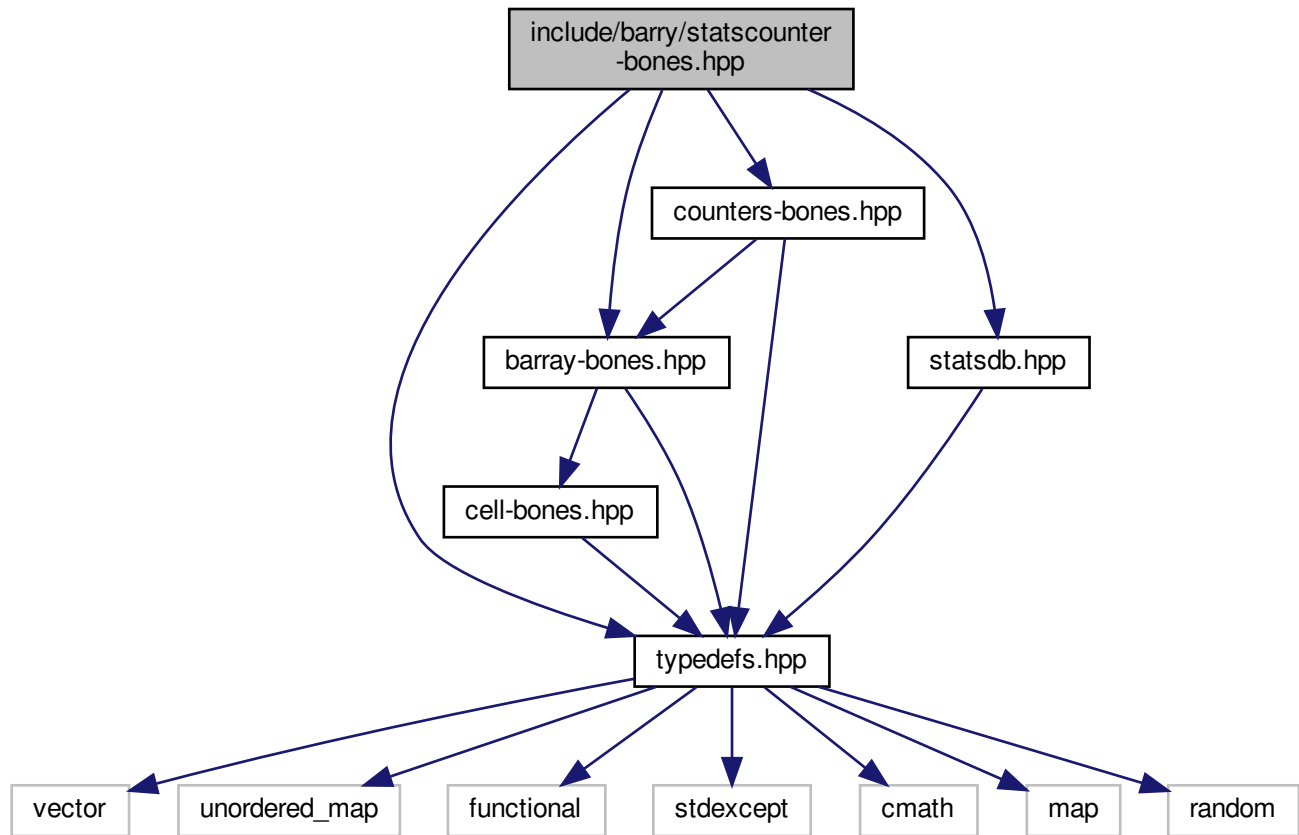 include/barry/statscounter
-bones.hpp
counters-bones.hpp
barray-bones.hpp
statsdb.hpp
cell-bones.hpp
typedefs.hpp
vector
unordered_map
functional
stdexcept
cmath
map
random